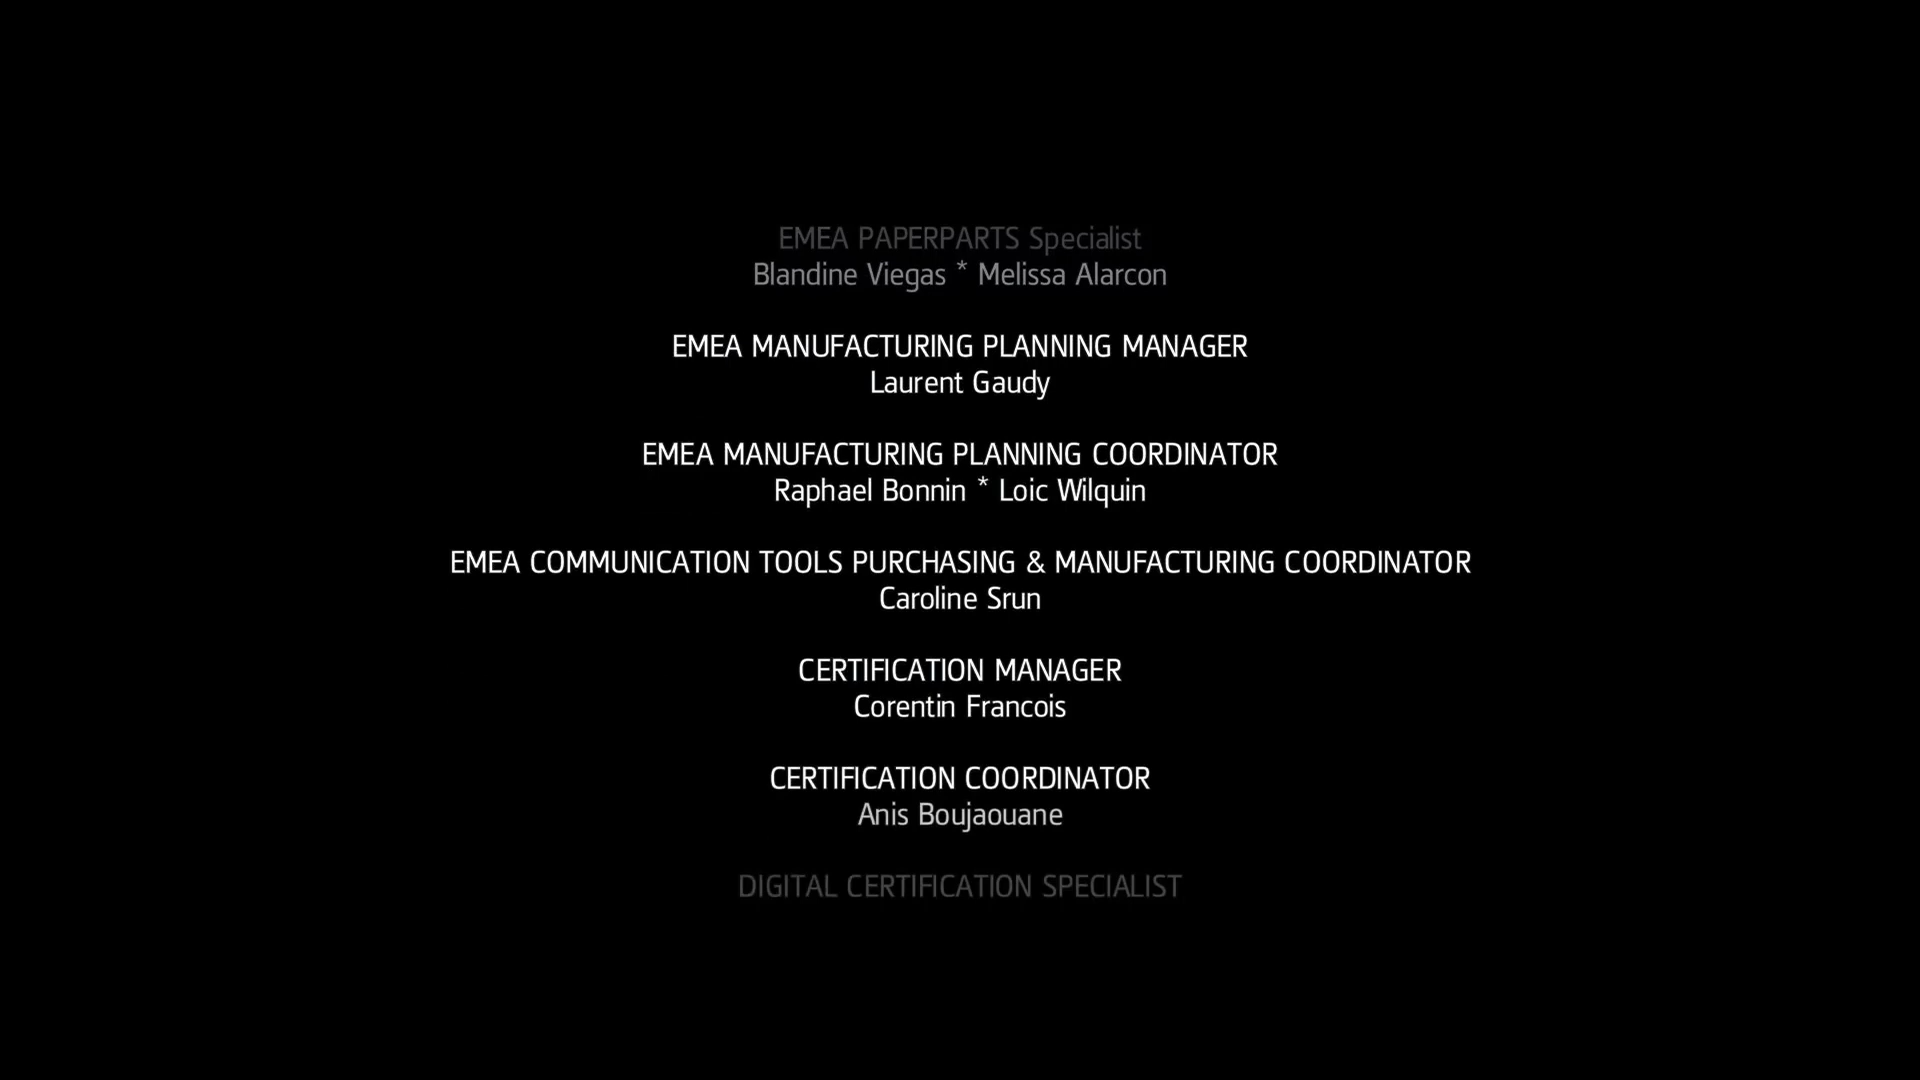 EMEA PAPERPARTS Specialist
Blandine Viegas * Melissa Alarcon
EMEA MANUFACTURING PLANNING MANAGER
Laurent Gaudy
EMEA MANUFACTURING PLANNING COORDINATOR
Raphael Bonnin * Loic Wilquin
EMEA COMMUNICATION TOOLS PURCHASING & MANUFACTURING COORDINATOR
Caroline Srun
CERTIFICATION MANAGER
Corentin Francois
CERTIFICATION COORDINATOR
Anis Boujaouane
DIGITAL CERTIFICATION SPECIALIST